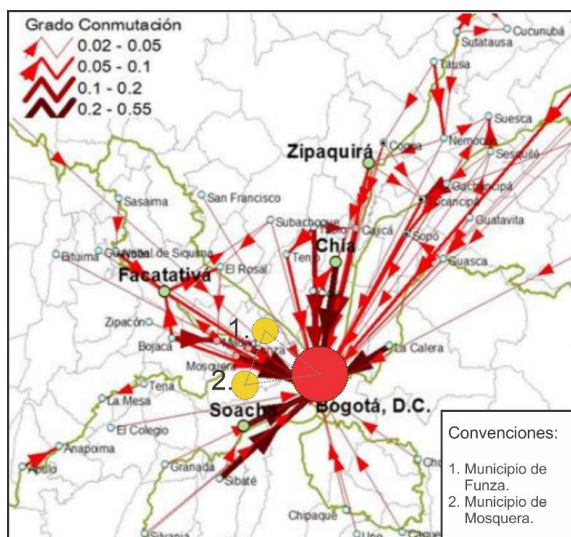 Grado Conmutación
0.02 - 0.05
0.05 - 0.1
0.1 - 0.2
0.2 - 0.55
Cucunubá
Sutatausa
Tausa
Suesca
Cogua
Nemocón
Sesquilé
Zipaquirá
Gachancipá
Tocancipá
Sasaima
San Francisco
Subachoque
Tabio
Cajicá
Sopó
Guatavita
Chía
Bituima
Albán
El Rosal
Tenjo
Guasca
Facatativá
Zipacón
1.
Bojacá
La Calera
Mosquera
2.
Tena
La Mesa
Soacha
Bogotá, D.C.
El Colegio
Anapoima
Apulo
Granada
Sibaté
Chipaque
Silvania
Convenciones:
1. Municipio de
Funza.
2. Municipio de
Mosquera.